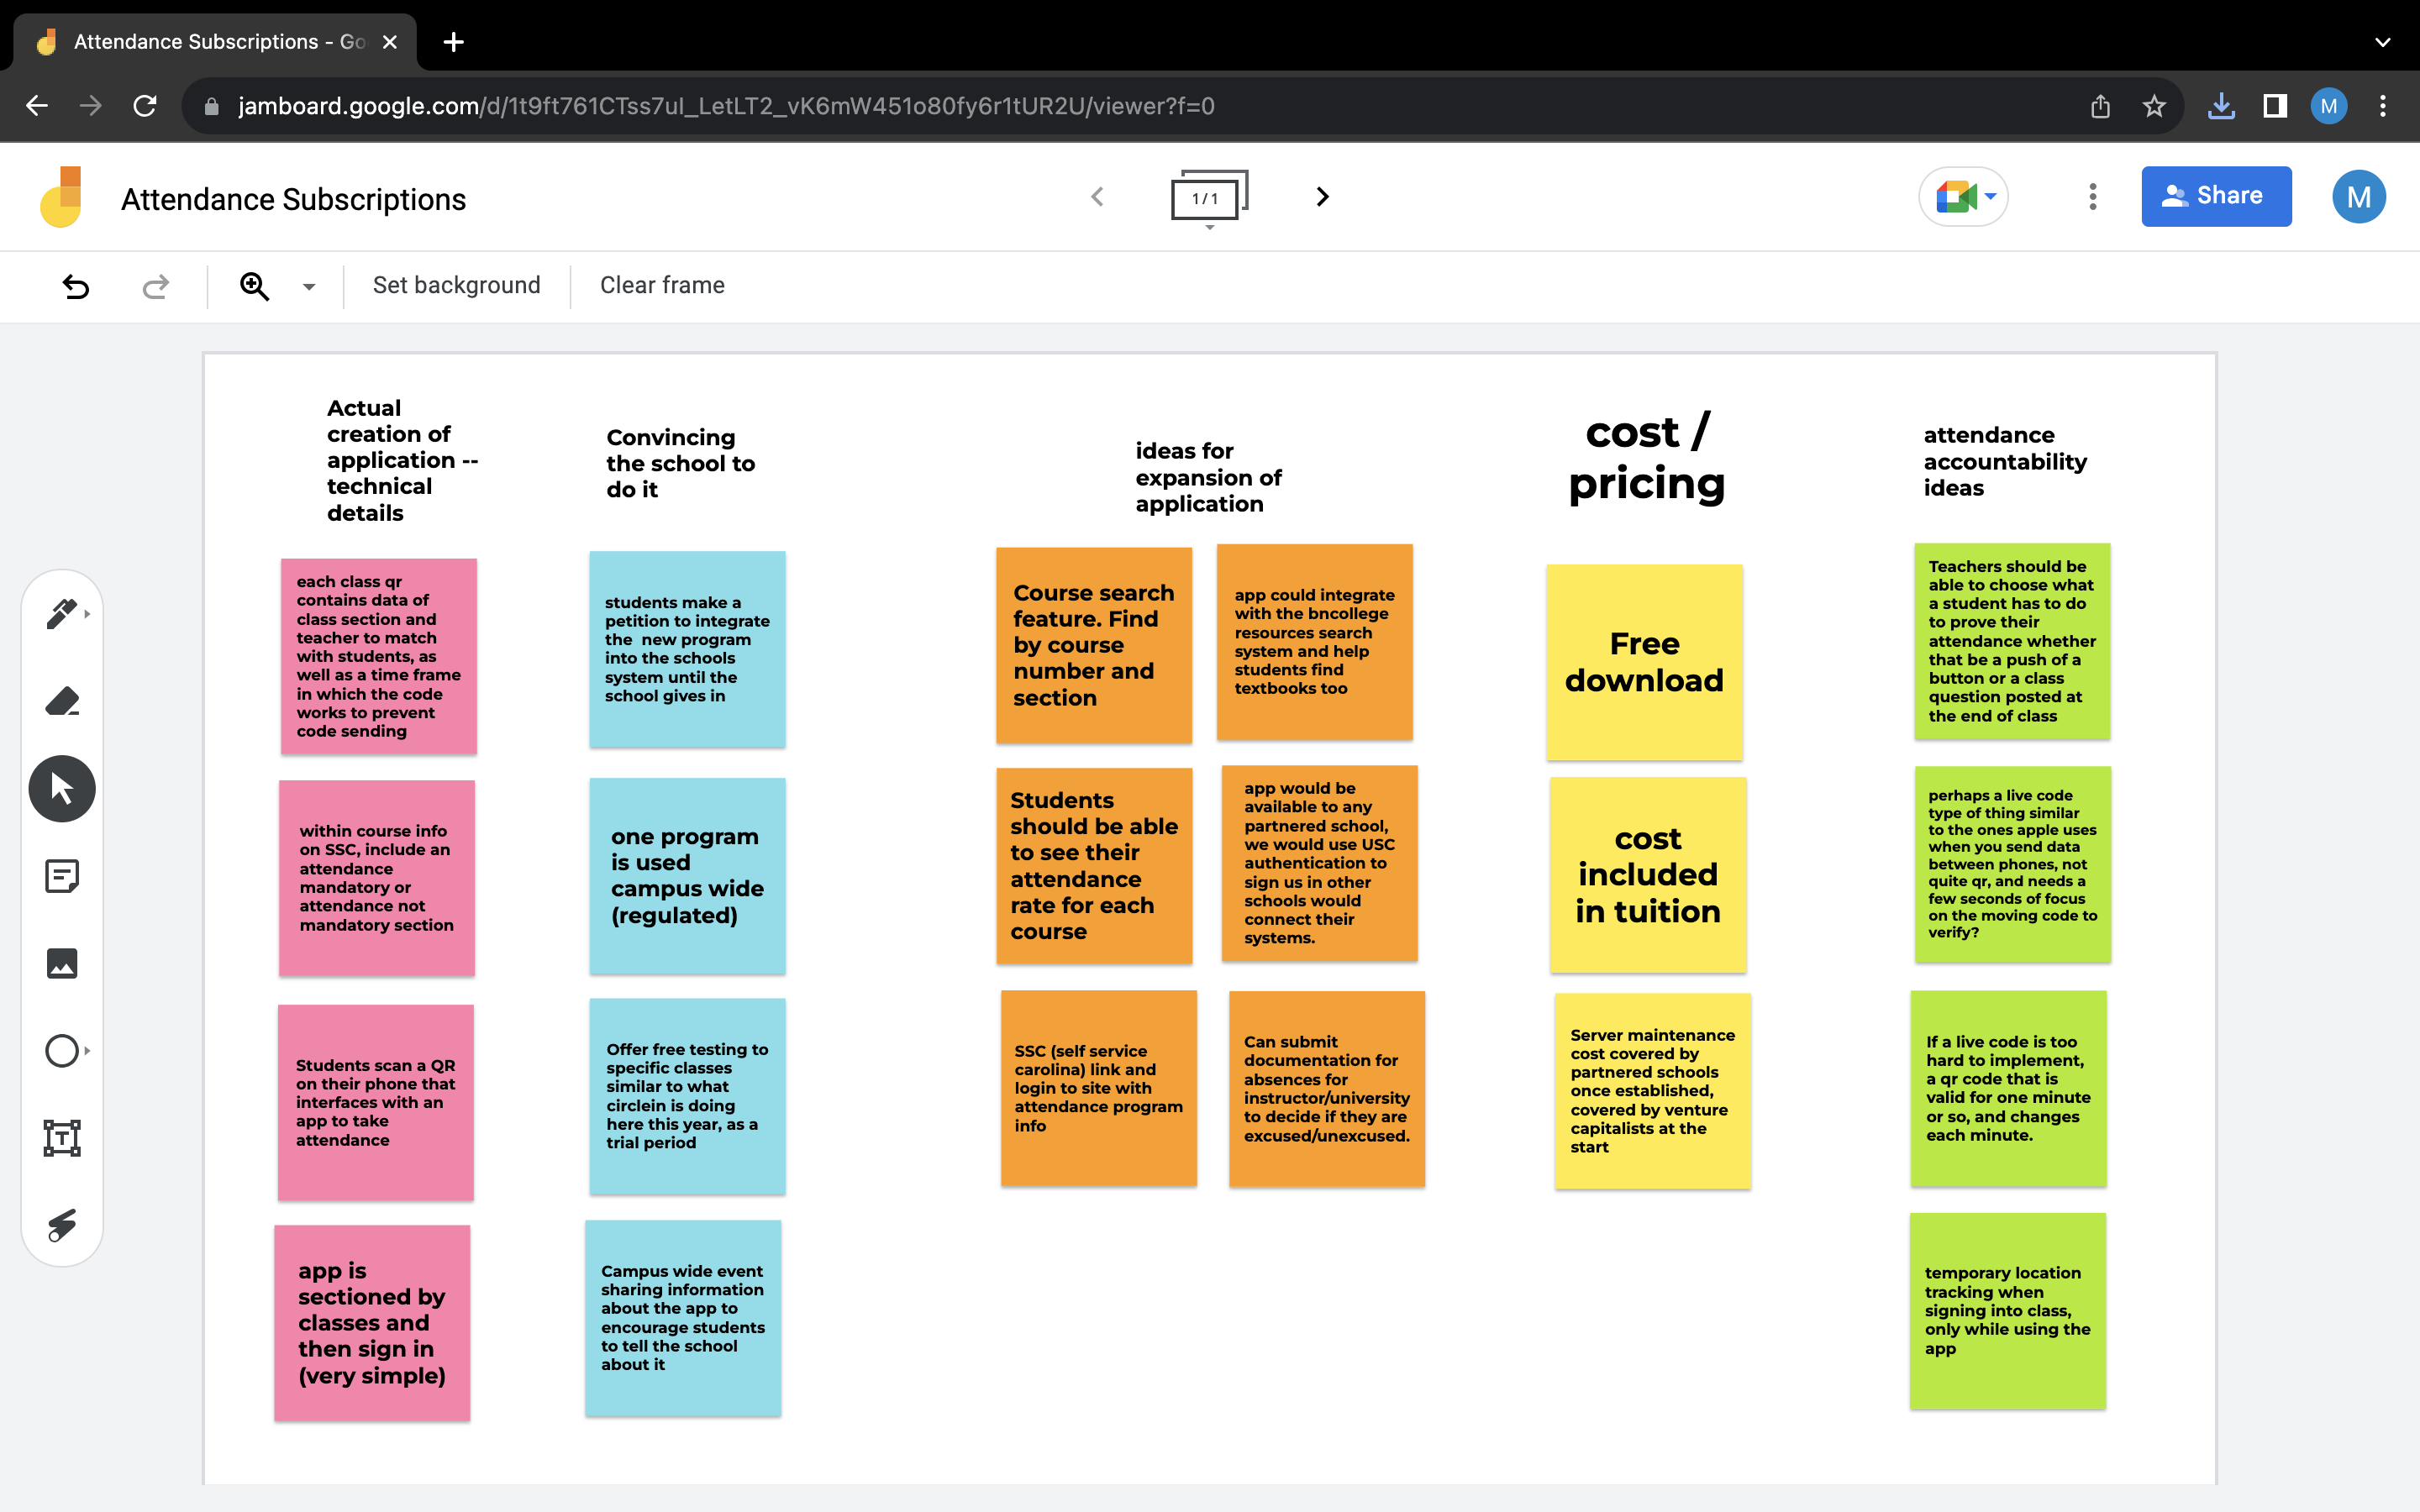 Attendance Subscriptions - Go
jamboard.google.com/d/1t9ft761CTss7uI_LetLT2_vK6mW451o80fy6r1tUR2U/viewer?f=0
M
Attendance Subscriptions
1 / 1
Share
M
Set background
Clear frame
Actual
creation of
application --
technical
details
each class qr
contains data of
class section and
teacher to match
with students, as
well as a time frame
in which the code
works to prevent
code sending
within course info
on SSC, include an
attendance
mandatory or
attendance not
mandatory section
Students scan a QR
on their phone that
interfaces with an
app to take
attendance
app is
sectioned by
classes and
then sign in
(very simple)
Convincing
the school to
do it
students make a
petition to integrate
the new program
into the schools
system until the
school gives in
one program
is used
campus wide
(regulated)
Offer free testing to
specific classes
similar to what
circlein is doing
here this year, as a
trial period
Campus wide event
sharing information
about the app to
encourage students
to tell the school
about it
ideas for
expansion of
application
Course search
feature. Find
by course
number and
section
app could integrate
with the bncollege
resources search
system and help
students find
textbooks too
Students
should be able
to see their
attendance
rate for each
course
app would be
available to any
partnered school,
we would use USC
authentication to
sign us in other
schools would
connect their
systems.
SSC (self service
carolina) link and
login to site with
attendance program
info
Can submit
documentation for
absences for
instructor/university
to decide if they are
excused/unexcused.
cost /
pricing
Free
download
cost
included
in tuition
Server maintenance
cost covered by
partnered schools
once established,
covered by venture
capitalists at the
start
attendance
accountability
ideas
Teachers should be
able to choose what
a student has to do
to prove their
attendance whether
that be a push of a
button or a class
question posted at
the end of class
perhaps a live code
type of thing similar
to the ones apple uses
when you send data
between phones, not
quite qr, and needs a
few seconds of focus
on the moving code to
verify?
If a live code is too
hard to implement,
a qr code that is
valid for one minute
or so, and changes
each minute.
temporary location
tracking when
signing into class,
only while using the
app